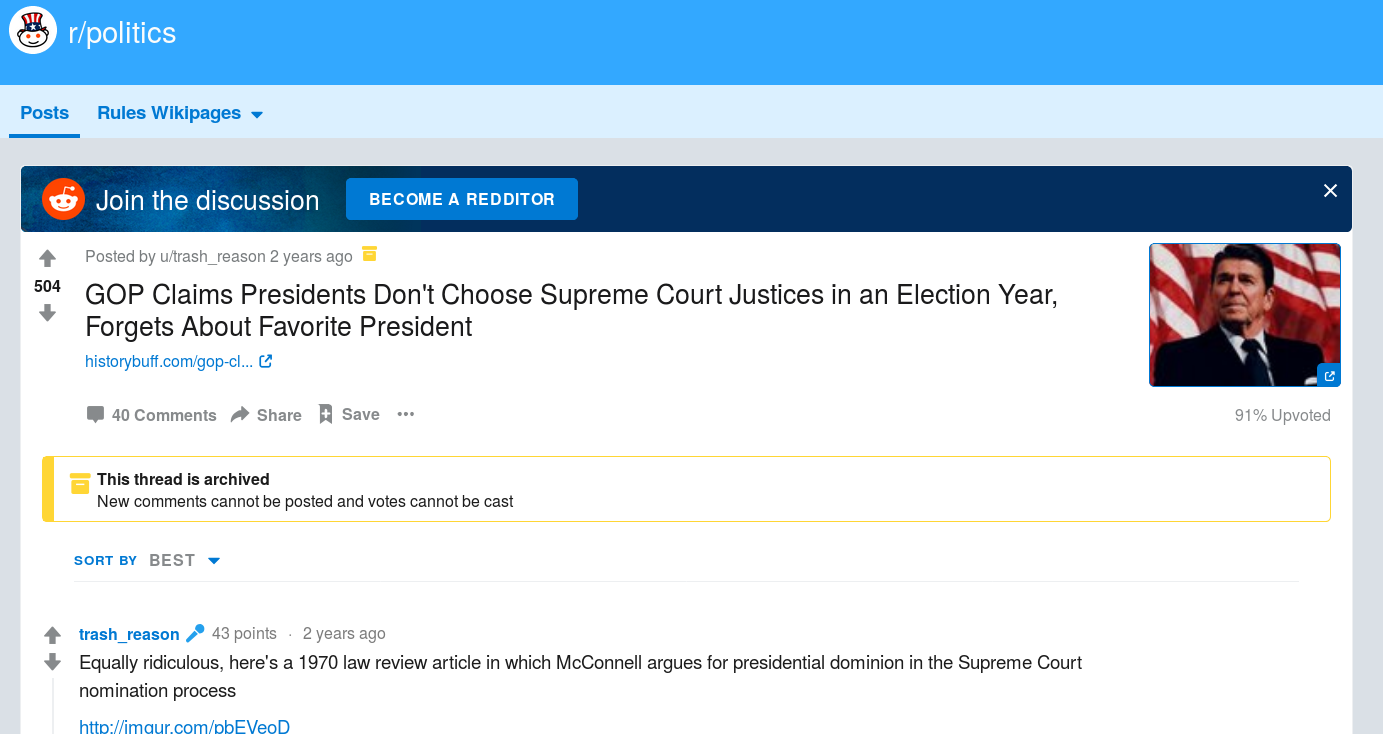 r/politics
Posts Rules Wikipages
Join the discussion BECOME A REDDITOR
Posted by u/trash_reason 2 years ago
504
GOP Claims Presidents Don't Choose Supreme Court Justices in an Election Year,
Forgets About Favorite President
historybuff.com/gop-cl...
40 Comments Share Save ··· 91% Upvoted
This thread is archived
New comments cannot be posted and votes cannot be cast
SORT BY BEST
trash_reason 43 points · 2 years ago
Equally ridiculous, here's a 1970 law review article in which McConnell argues for presidential dominion in the Supreme Court
nomination process
http://imgur.com/pbEVeoD